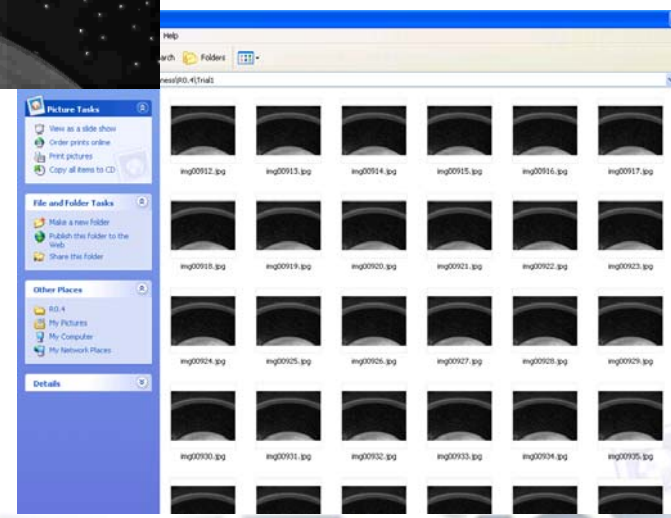 Help
arch Folders
ness\R0.4\Trial1
Picture Tasks
View as a slide show
Order prints online
Print pictures
Copy all items to CD
File and Folder Tasks
Make a new folder
Publish this folder to the
Web
Share this folder
Other Places
R0.4
My Pictures
My Computer
My Network Places
Details
img00912.jpg img00913.jpg img00914.jpg img00915.jpg img00916.jpg img00917.jpg
img00918.jpg img00919.jpg img00920.jpg img00921.jpg img00922.jpg img00923.jpg
img00924.jpg img00925.jpg img00926.jpg img00927.jpg img00928.jpg img00929.jpg
img00930.jpg img00931.jpg img00932.jpg img00933.jpg img00934.jpg img00935.jpg